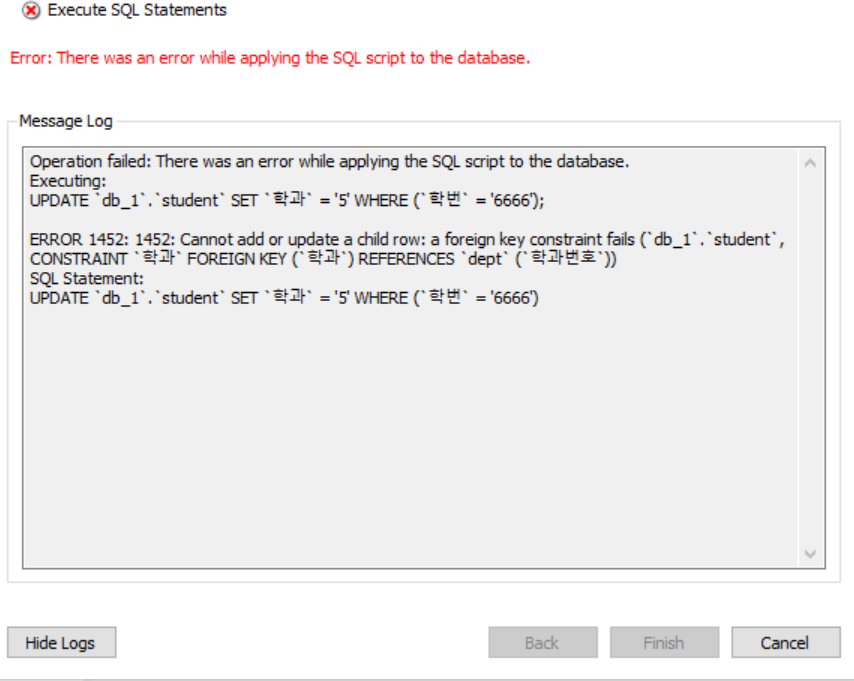 Execute SQL Statements
Error: There was an error while applying the SQL script to the database.
Message Log
Operation failed: There was an error while applying the SQL script to the database.
Executing:
UPDATE `db_1`.`student` SET `학과` = '5' WHERE (`학번` = '6666');
ERROR 1452: 1452: Cannot add or update a child row: a foreign key constraint fails (`db_1`.`student`,
CONSTRAINT `학과` FOREIGN KEY (`학과`) REFERENCES `dept` (`학과번호`))
SQL Statement:
UPDATE `db_1`.`student` SET `학과` = '5' WHERE (`학번` = '6666')
Hide Logs
Back
Finish
Cancel